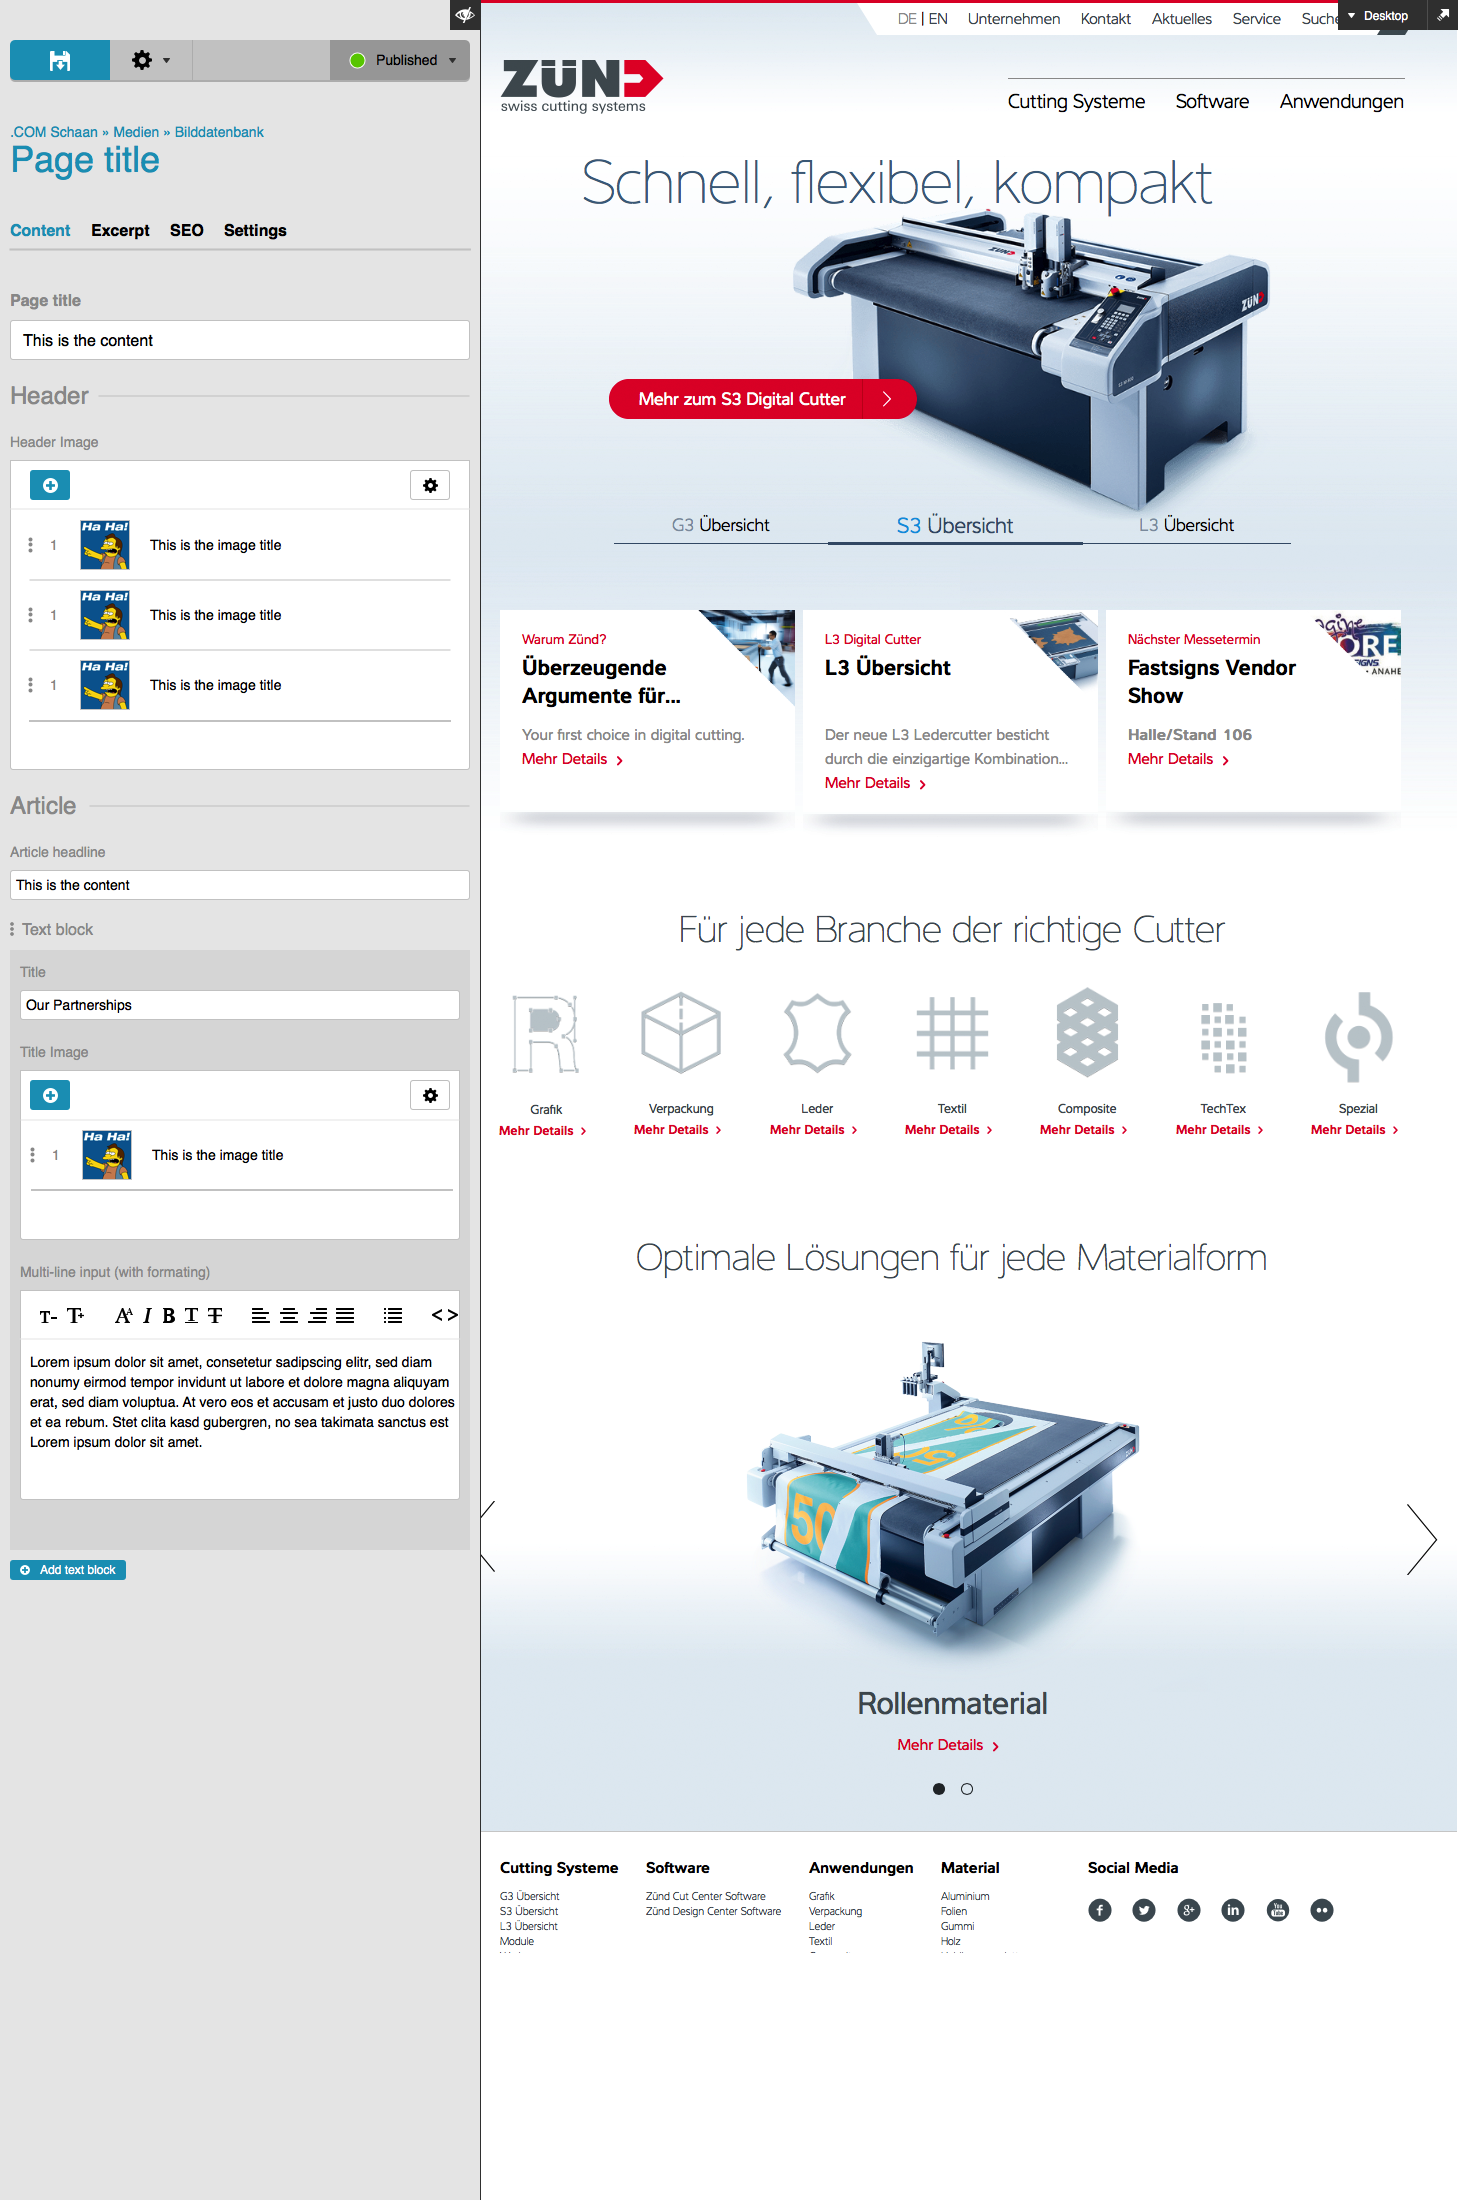 Published
.COM Schaan » Medien » Bilddatenbank
Page title
Content Excerpt SEO Settings
Page title
This is the content
Header
Header Image
Ha Ha!
1 This is the image title
Ha Ha!
1 This is the image title
Ha Ha!
1 This is the image title
Article
Article headline
This is the content
Text block
Title
Our Partnerships
Title Image
Ha Ha!
1 This is the image title
Multi-line input (with formating)
Lorem ipsum dolor sit amet, consetetur sadipscing elitr, sed diam
nonumy eirmod tempor invidunt ut labore et dolore magna aliquyam
erat, sed diam voluptua. At vero eos et accusam et justo duo dolores
et ea rebum. Stet clita kasd gubergren, no sea takimata sanctus est
Lorem ipsum dolor sit amet.
Add text block
DE | EN Unternehmen Kontakt Aktuelles Service Suche
Desktop
ZÜND
swiss cutting systems
Cutting Systeme Software Anwendungen
Schnell, flexibel, kompakt
ZÜND
ZÜND
Mehr zum S3 Digital Cutter
G3 Übersicht S3 Übersicht L3 Übersicht
Warum Zünd?
Überzeugende
Argumente für...
Your first choice in digital cutting.
Mehr Details
L3 Digital Cutter
L3 Übersicht
Der neue L3 Ledercutter besticht
durch die einzigartige Kombination...
Mehr Details
Nächster Messetermin
Fastsigns Vendor
Show
Halle/Stand 106
Mehr Details
Für jede Branche der richtige Cutter
Grafik Verpackung Leder Textil Composite TechTex Spezial
Mehr Details Mehr Details Mehr Details Mehr Details Mehr Details Mehr Details Mehr Details
Optimale Lösungen für jede Materialform
50
50
Rollenmaterial
Mehr Details
Cutting Systeme
G3 Übersicht
S3 Übersicht
L3 Übersicht
Module
Software
Zünd Cut Center Software
Zünd Design Center Software
Anwendungen
Grafik
Verpackung
Leder
Textil
Material
Aluminium
Folien
Gummi
Holz
Social Media